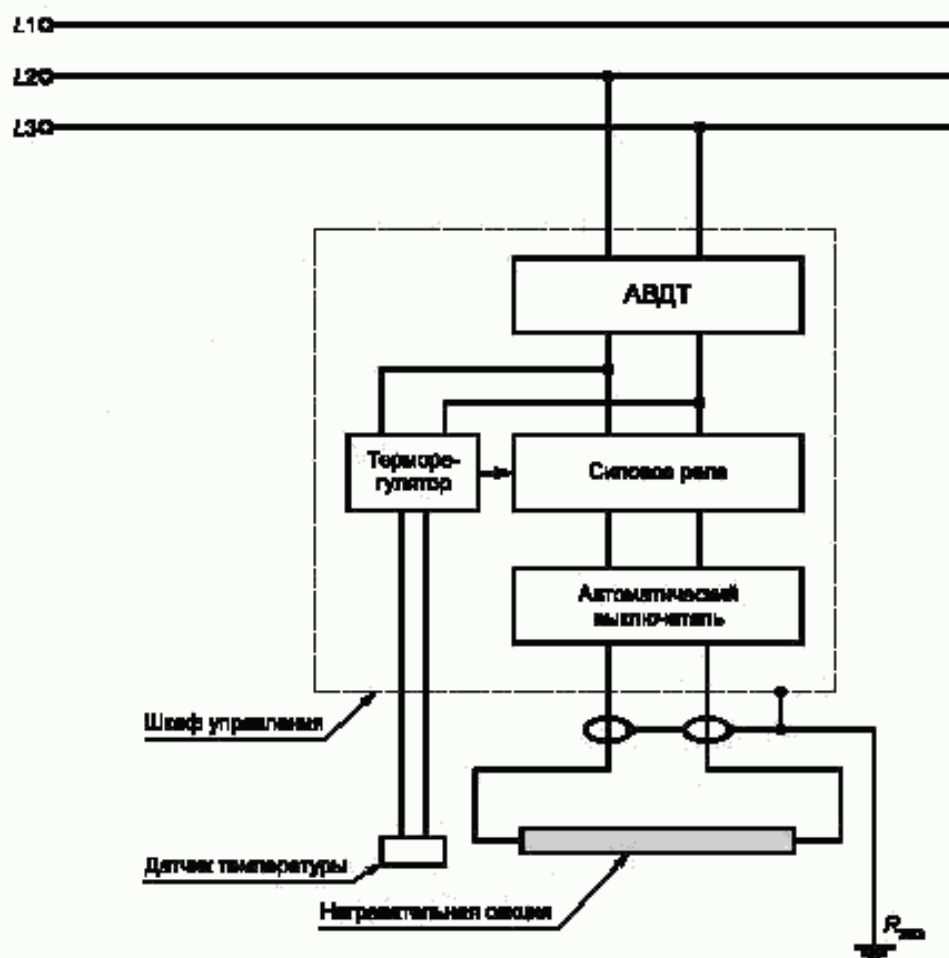 L1
L2
L3
АВДТ
Терморе-
гулятор
Силовое реле
Автоматический
выключатель
Шкаф управления
Датчик температуры
Нагревательная секция
R